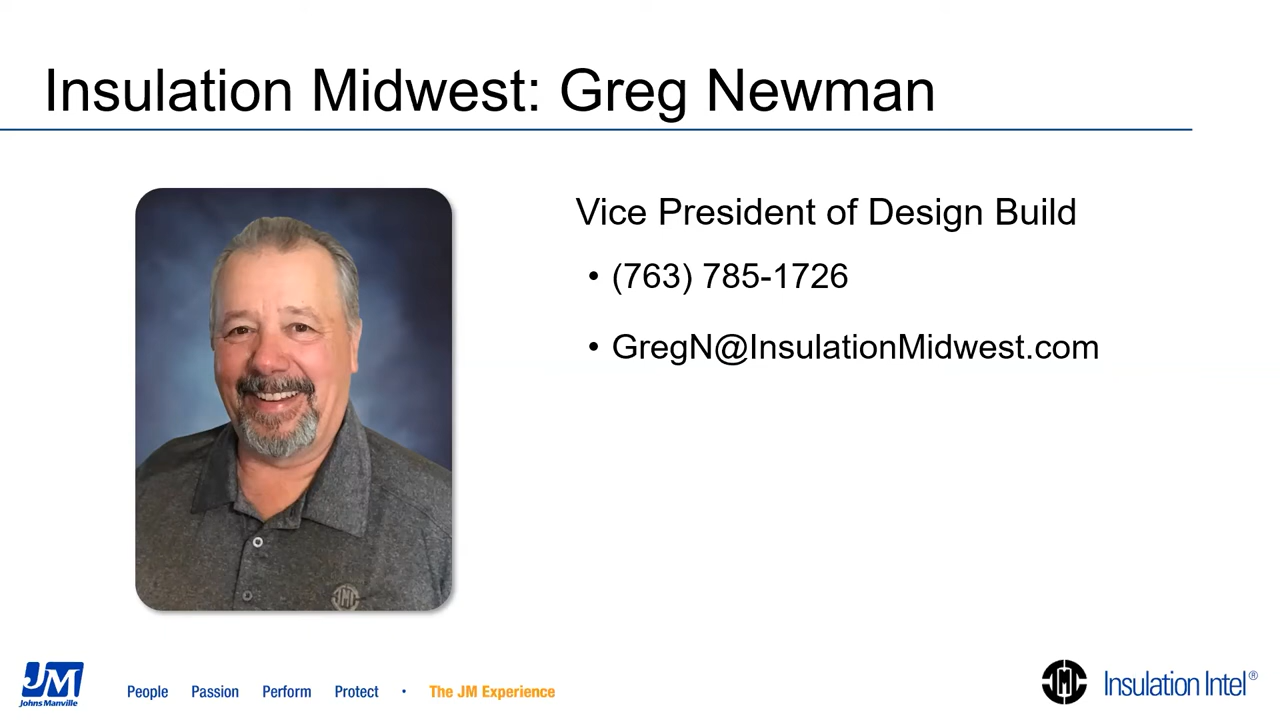 Insulation Midwest: Greg Newman
Vice President of Design Build
• (763) 785-1726
• GregN@InsulationMidwest.com
JM
Johns Manville
People Passion Perform Protect • The JM Experience
Insulation Intel®